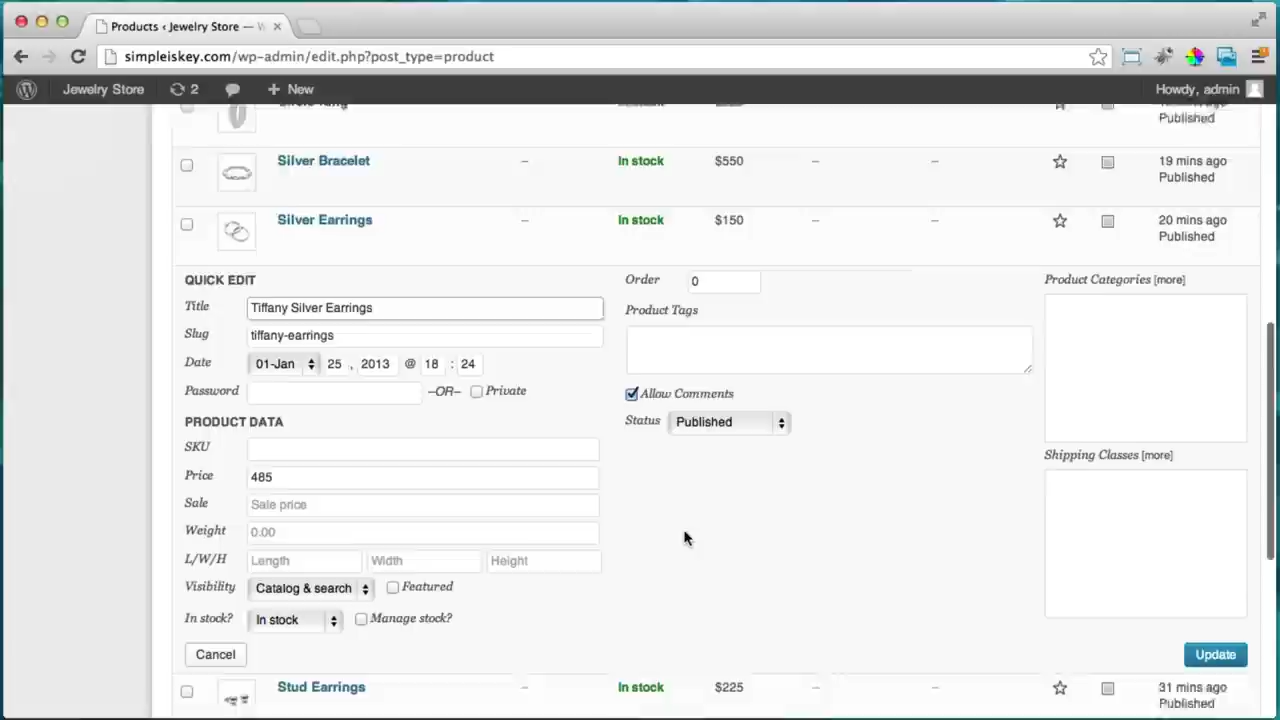 Products ‹ Jewelry Store —
simpleiskey.com/wp-admin/edit.php?post_type=product
Jewelry Store 2 + New Howdy, admin
Published
Silver Bracelet – In stock $550 – – 19 mins ago
Published
Silver Earrings – In stock $150 – – 20 mins ago
Published
QUICK EDIT
Title Tiffany Silver Earrings
Slug tiffany-earrings
Date 01-Jan 25 , 2013 @ 18 : 24
Password –OR– Private
PRODUCT DATA
SKU
Price 485
Sale Sale price
Weight 0.00
L/W/H Length Width Height
Visibility Catalog & search Featured
In stock? In stock Manage stock?
Order 0
Product Tags
Allow Comments
Status Published
Product Categories [more]
Shipping Classes [more]
Cancel Update
Stud Earrings – In stock $225 – – 31 mins ago
Published